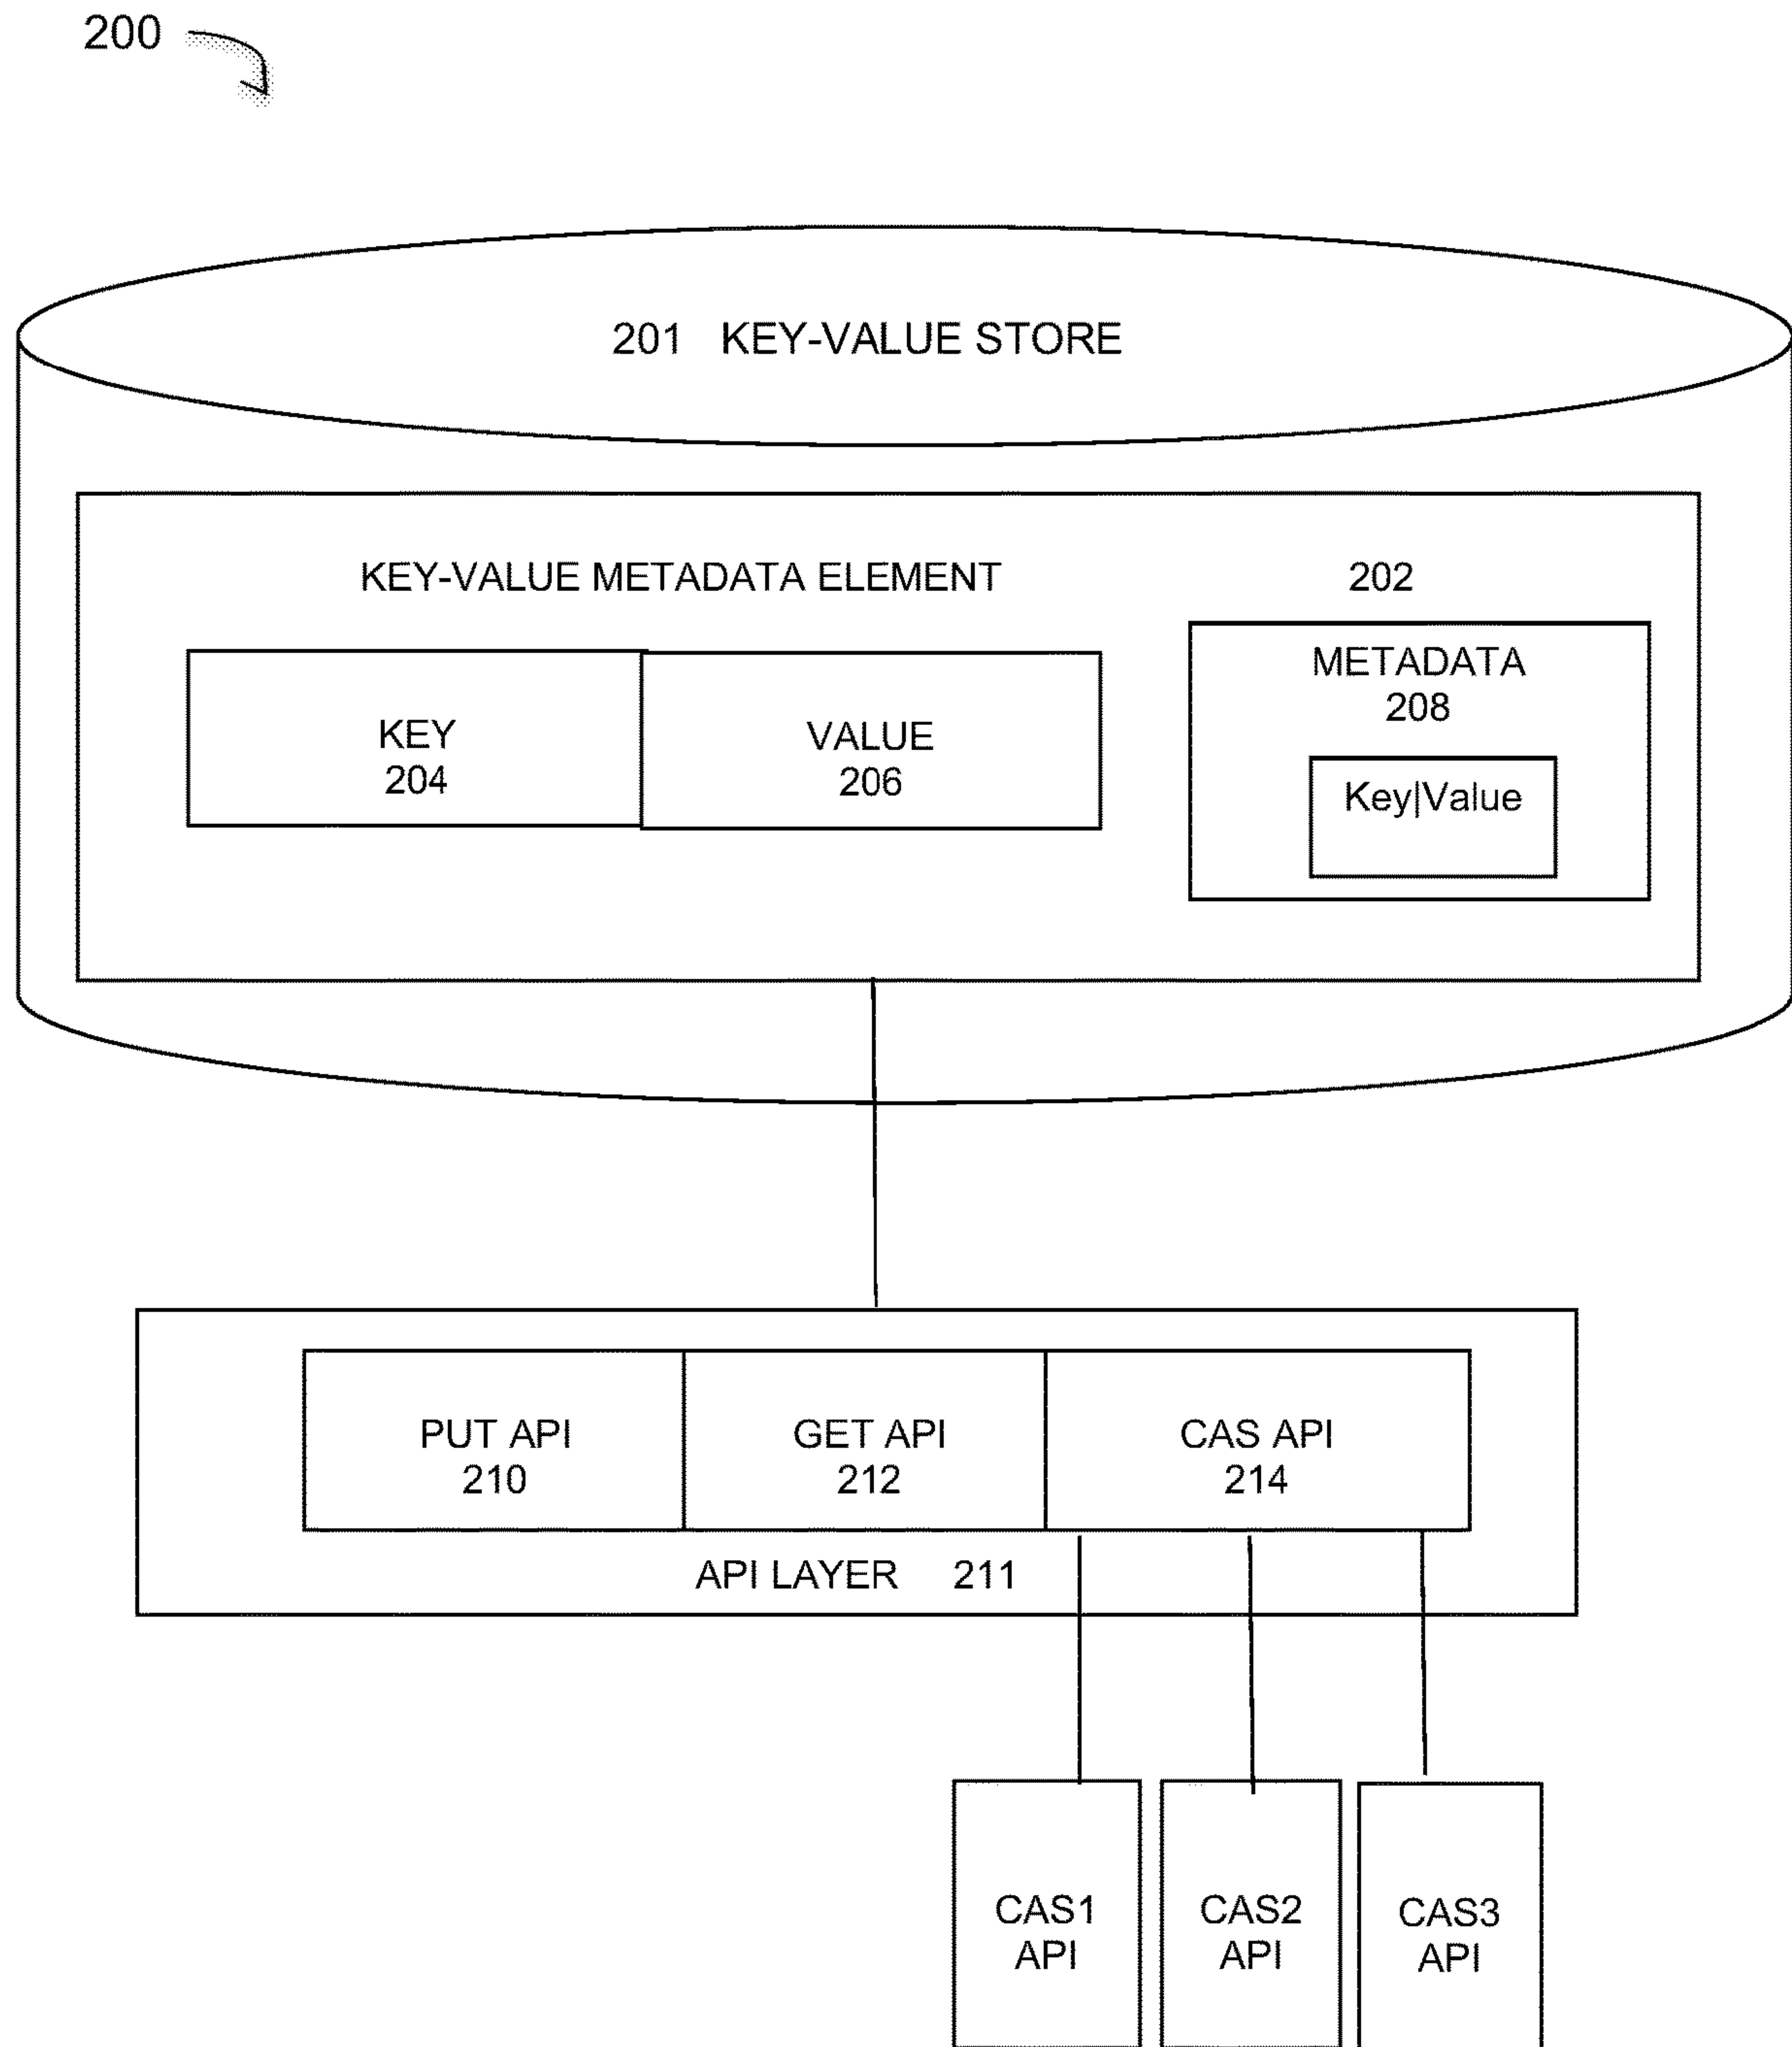 200
201 KEY-VALUE STORE
KEY-VALUE METADATA ELEMENT 202
KEY
204
VALUE
206
METADATA
208
Key|Value
PUT API
210
GET API
212
CAS API
214
API LAYER 211
CAS1
API
CAS2
API
CAS3
API